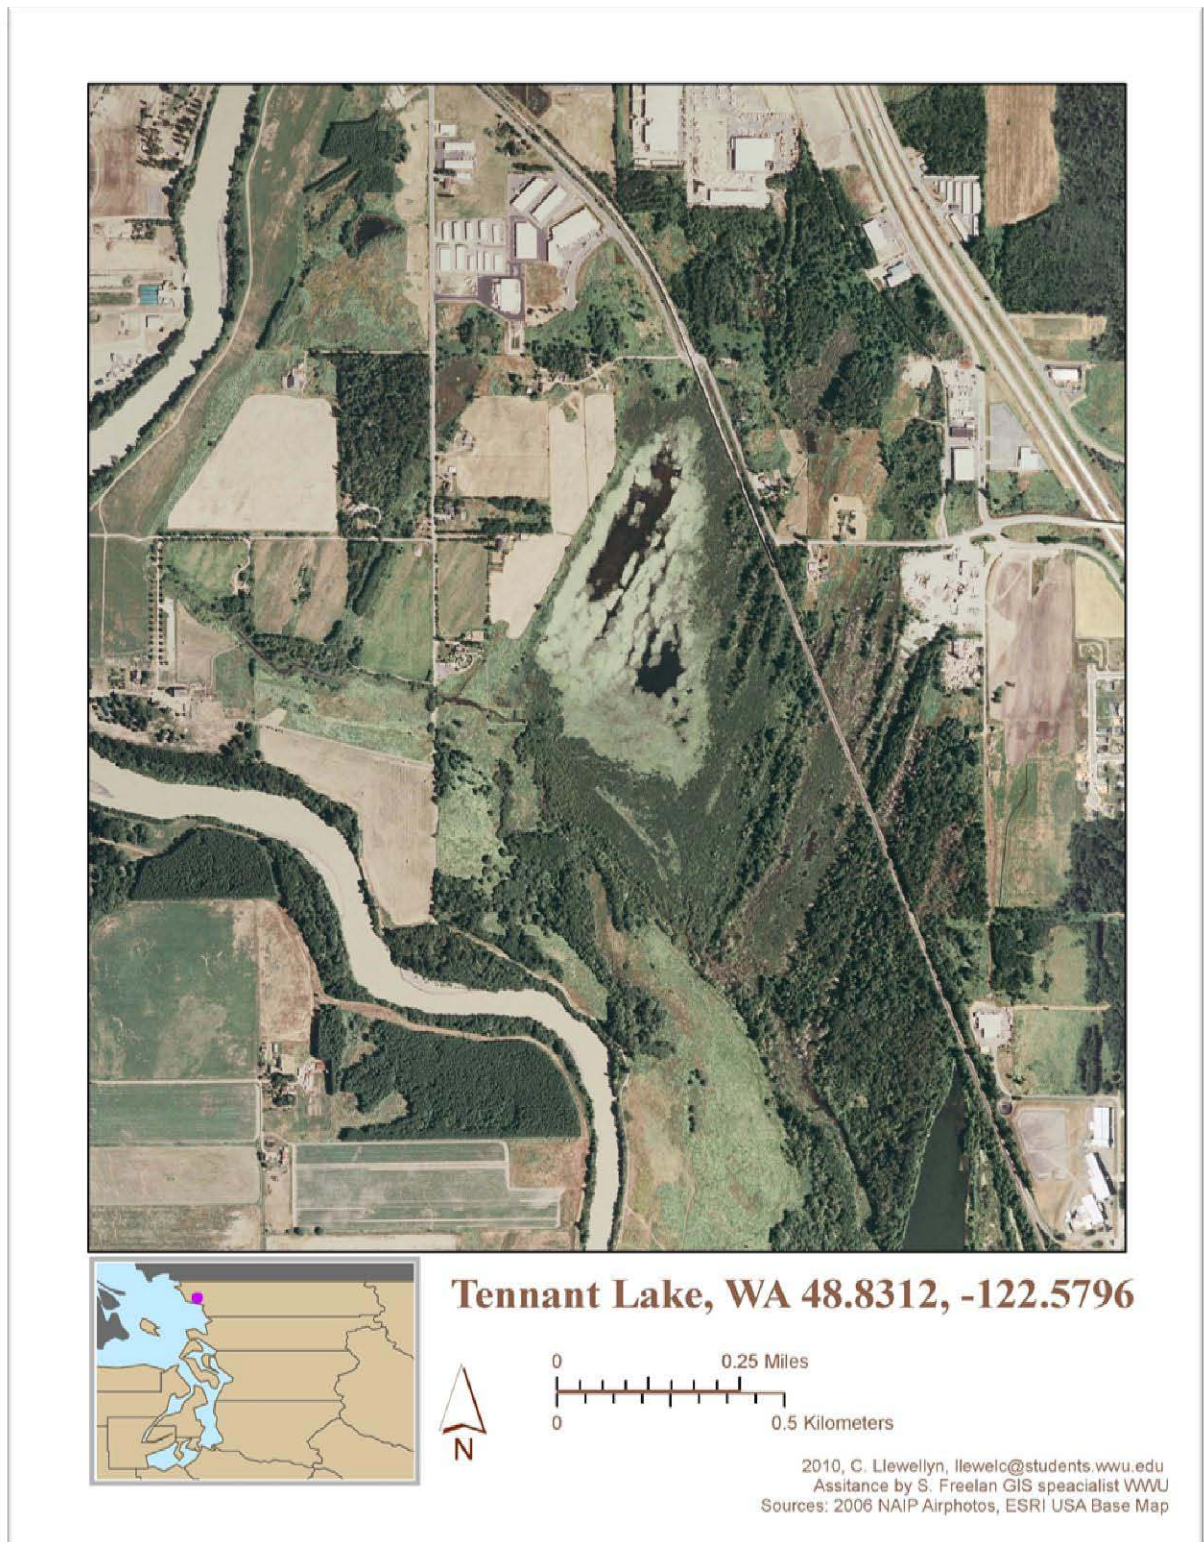 Tennant Lake, WA 48.8312, -122.5796
0 0.25 Miles
0 0.5 Kilometers
N
2010, C. Llewellyn, llewelc@students.wwu.edu
Assitance by S. Freelan GIS speacialist WWU
Sources: 2006 NAIP Airphotos, ESRI USA Base Map